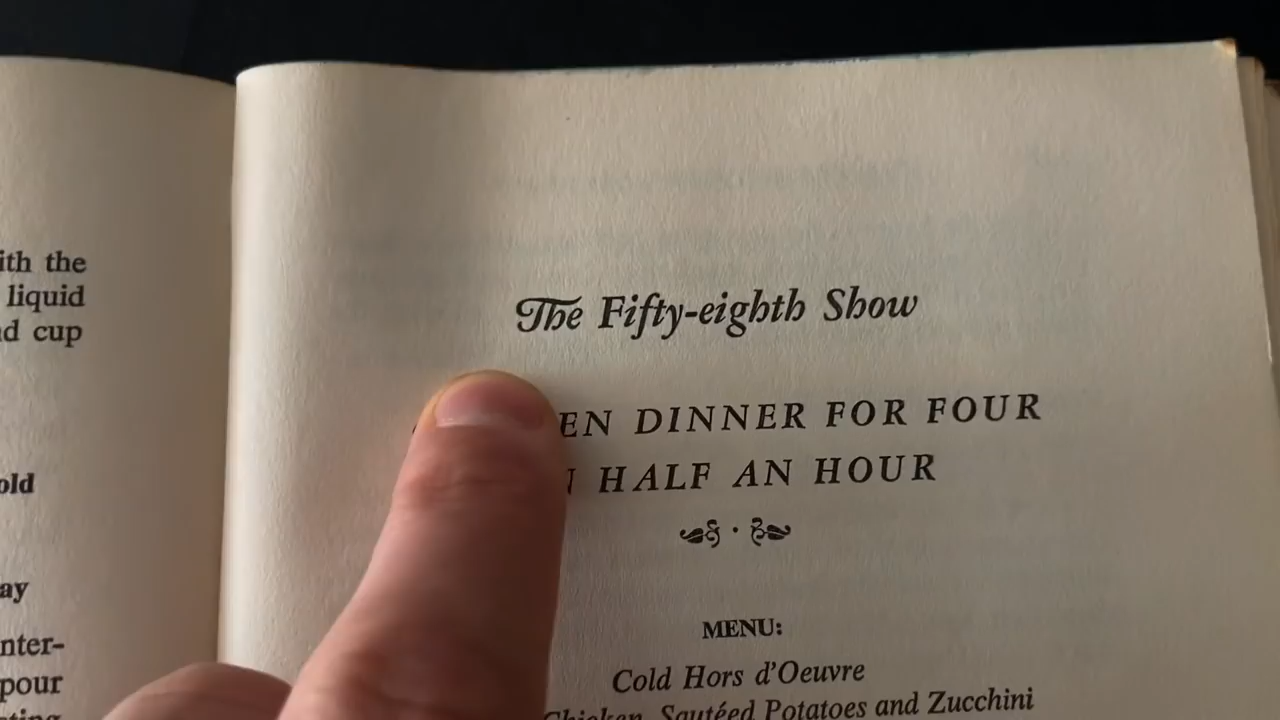 ith the
liquid
d cup
old
ay
nter-
pour
The Fifty-eighth Show
EN DINNER FOR FOUR
N HALF AN HOUR
MENU:
Cold Hors d'Oeuvre
Chicken, Sautéed Potatoes and Zucchini